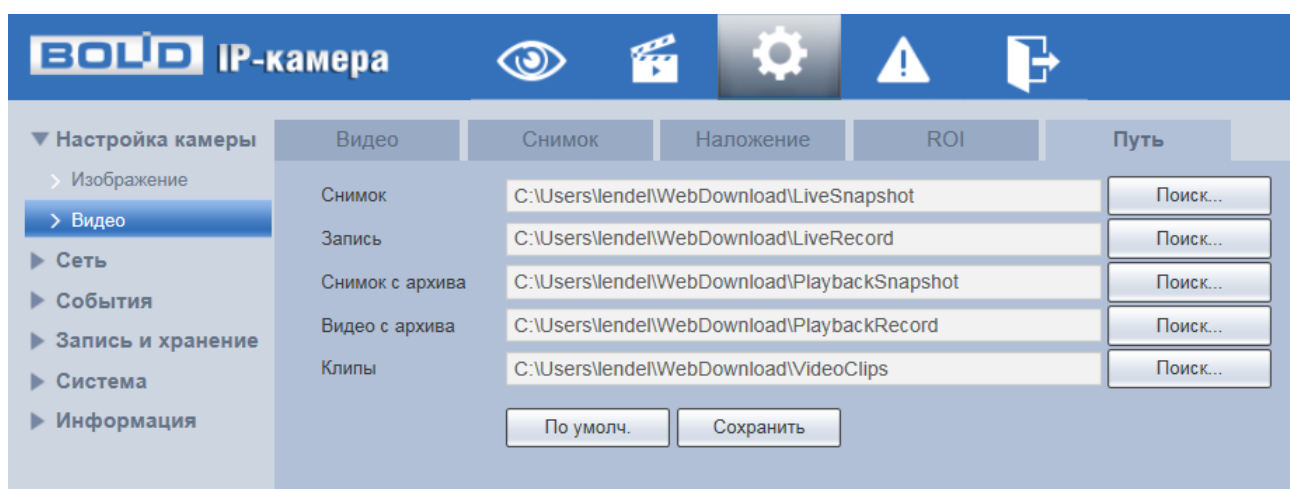 BOLID IP-камера
Настройка камеры
Изображение
Видео
Сеть
События
Запись и хранение
Система
Информация
Видео Снимок Наложение ROI Путь
Снимок C:\Users\lendel\WebDownload\LiveSnapshot Поиск...
Запись C:\Users\lendel\WebDownload\LiveRecord Поиск...
Снимок с архива C:\Users\lendel\WebDownload\PlaybackSnapshot Поиск...
Видео с архива C:\Users\lendel\WebDownload\PlaybackRecord Поиск...
Клипы C:\Users\lendel\WebDownload\VideoClips Поиск...
По умолч. Сохранить